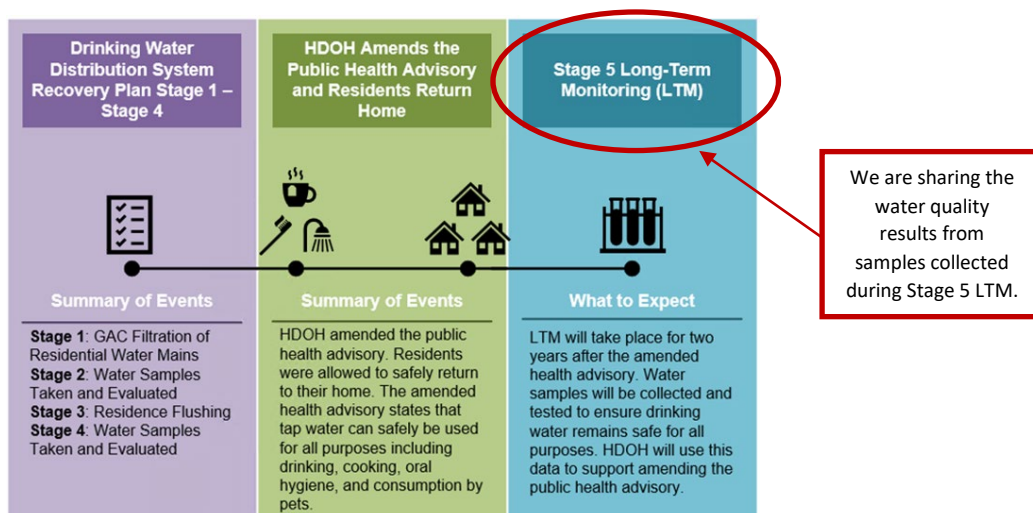 Drinking Water
Distribution System
Recovery Plan Stage 1 –
Stage 4
Summary of Events
Stage 1: GAC Filtration of
Residential Water Mains
Stage 2: Water Samples
Taken and Evaluated
Stage 3: Residence Flushing
Stage 4: Water Samples
Taken and Evaluated
HDOH Amends the
Public Health Advisory
and Residents Return
Home
Summary of Events
HDOH amended the public
health advisory. Residents
were allowed to safely return
to their home. The amended
health advisory states that
tap water can safely be used
for all purposes including
drinking, cooking, oral
hygiene, and consumption by
pets.
Stage 5 Long-Term
Monitoring (LTM)
What to Expect
LTM will take place for two
years after the amended
health advisory. Water
samples will be collected and
tested to ensure drinking
water remains safe for all
purposes. HDOH will use this
data to support amending the
public health advisory.
We are sharing the
water quality
results from
samples collected
during Stage 5 LTM.